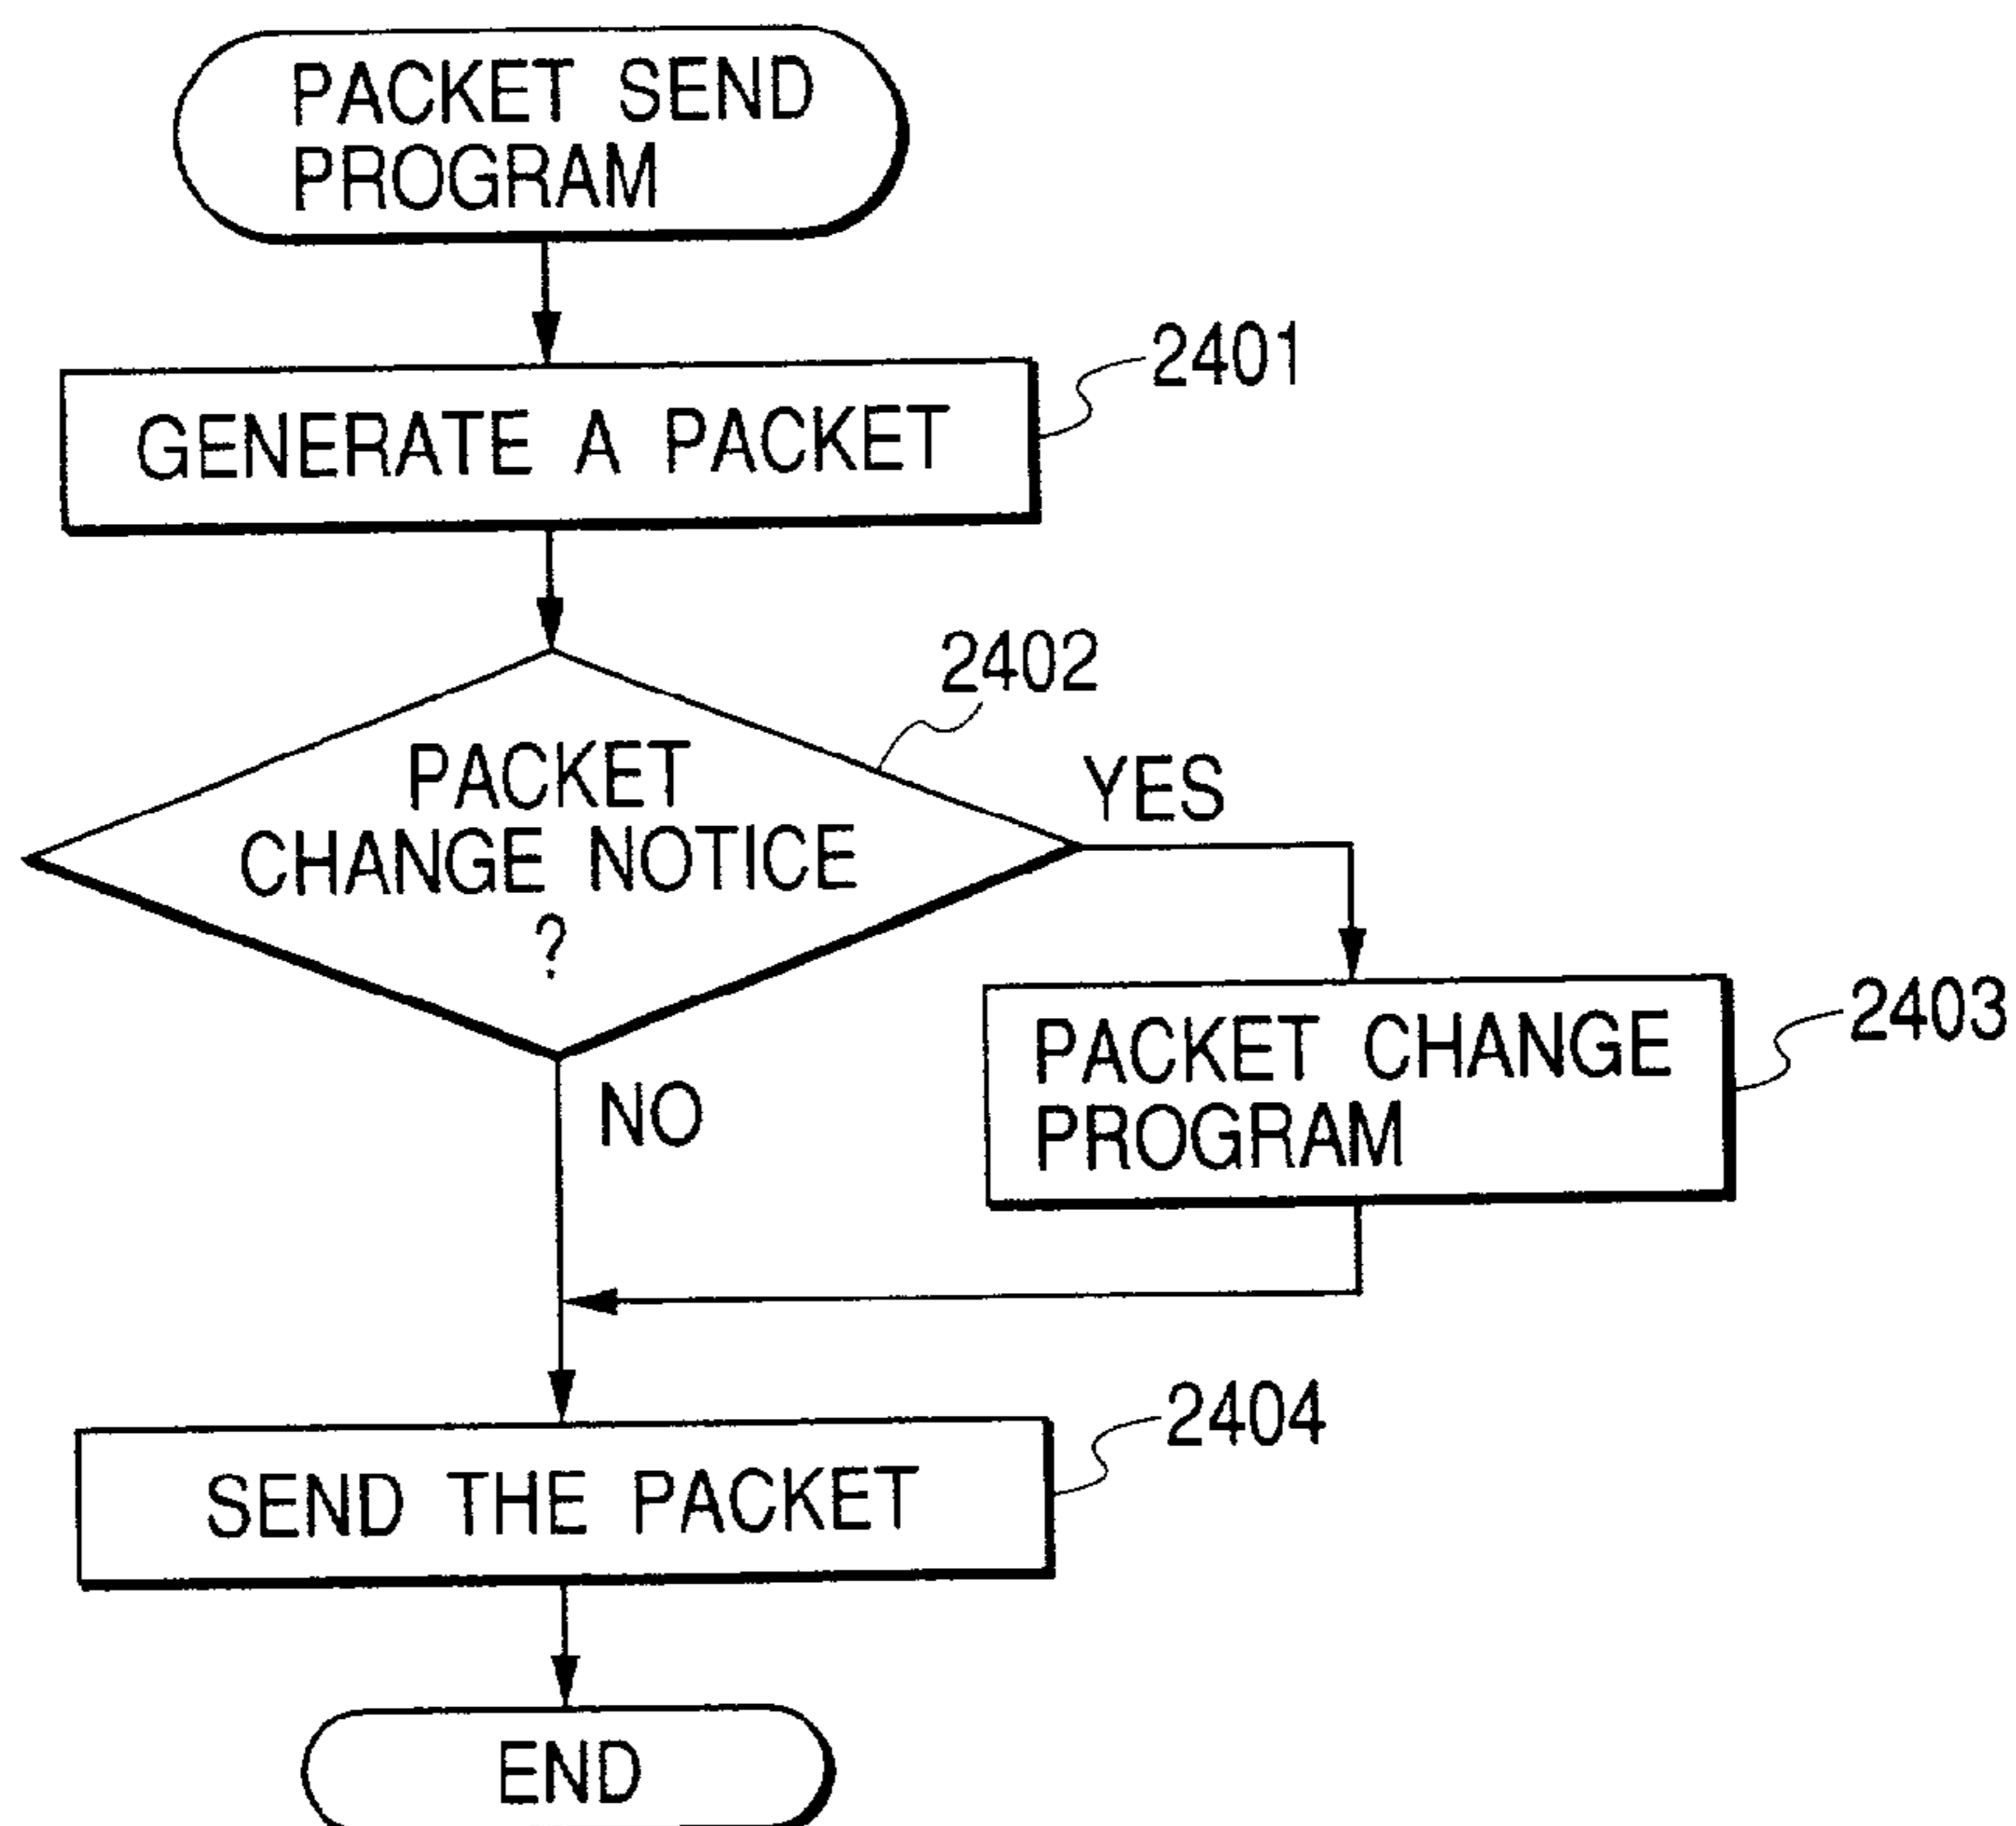 PACKET SEND
PROGRAM
2401
GENERATE A PACKET
2402
PACKET
CHANGE NOTICE
?
YES
NO
PACKET CHANGE
PROGRAM
2403
2404
SEND THE PACKET
END